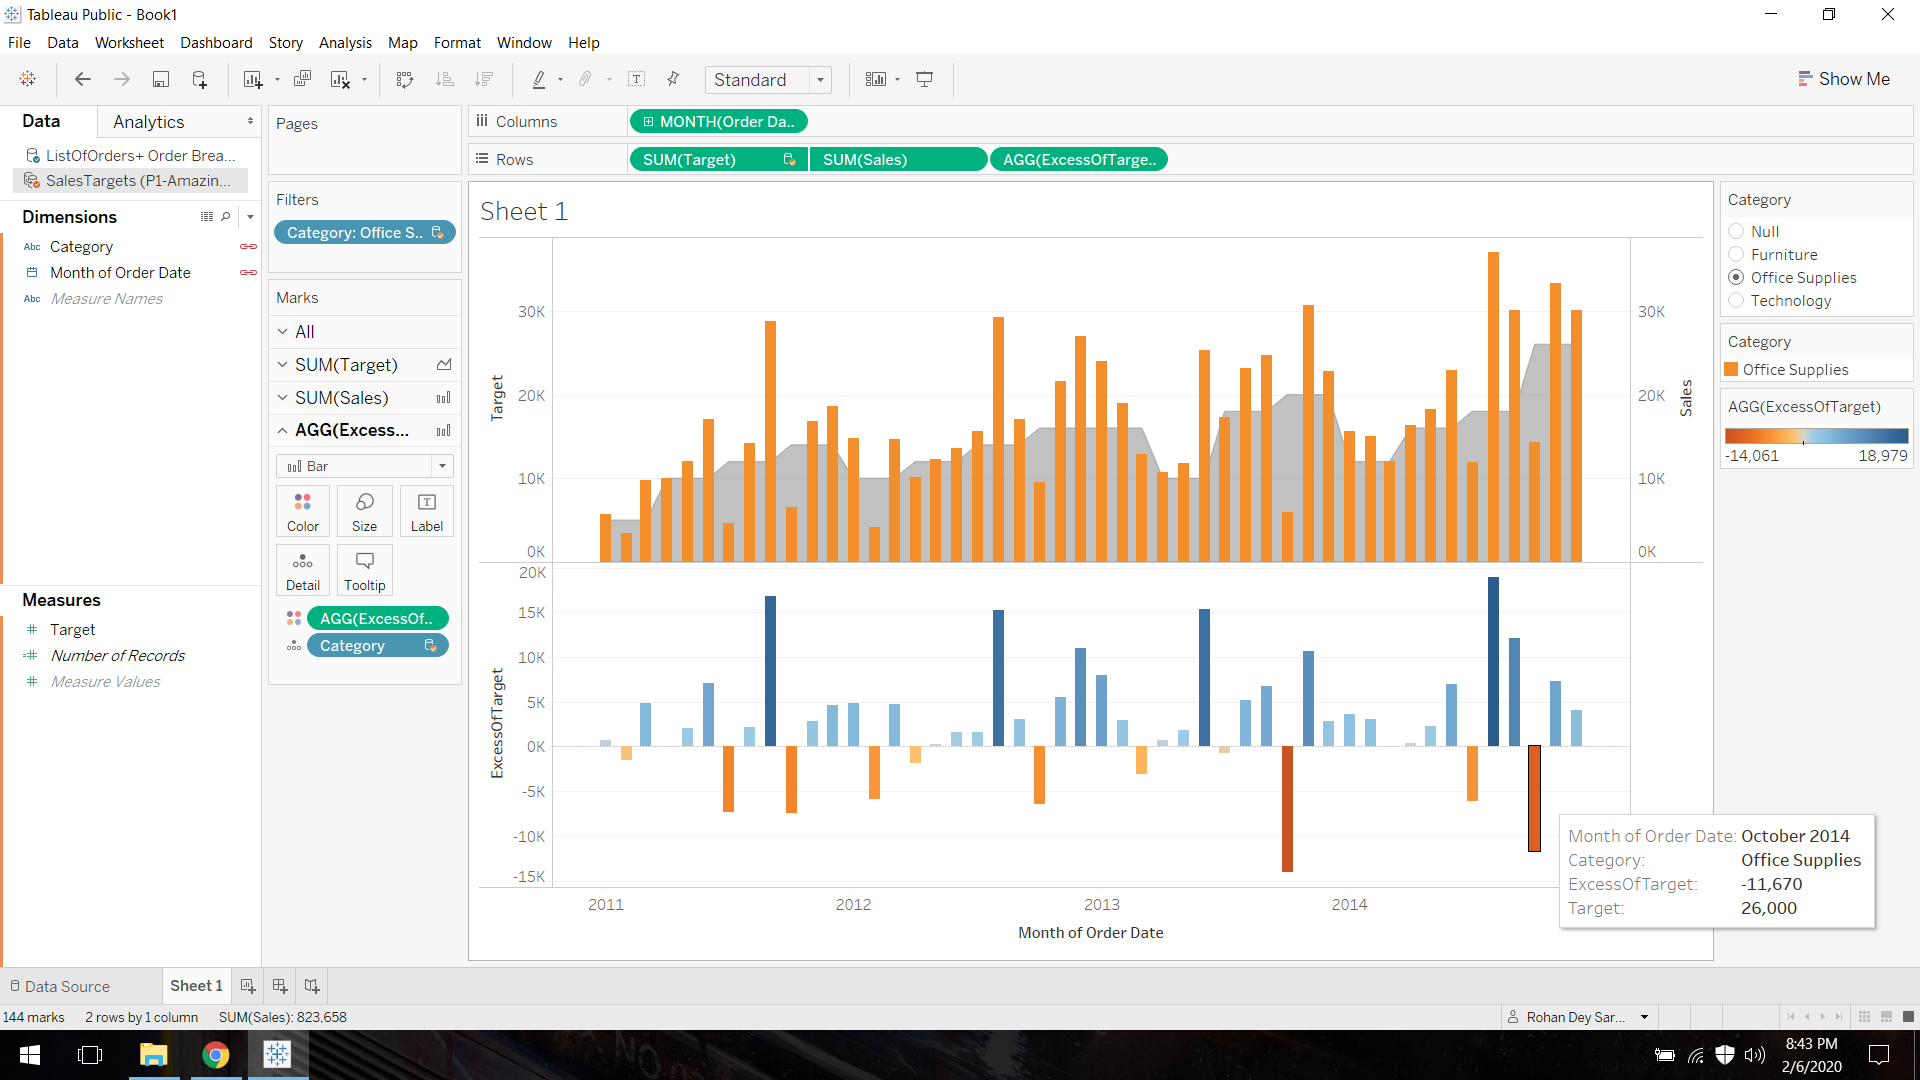 Tableau Public - Book1
File Data Worksheet Dashboard Story Analysis Map Format Window Help
Standard
Show Me
Data Analytics
ListOfOrders+ Order Brea...
SalesTargets (P1-Amazin...
Dimensions
Abc Category
Month of Order Date
Abc Measure Names
Measures
Target
Number of Records
Measure Values
Pages
Filters
Category: Office S..
Marks
All
SUM(Target)
SUM(Sales)
AGG(Excess...
Bar
Color Size Label
Detail Tooltip
AGG(ExcessOf..
Category
Columns MONTH(Order Da..
Rows SUM(Target) SUM(Sales) AGG(ExcessOfTarge..
Sheet 1
Target
30K
20K
10K
0K
30K
20K
10K
0K
Sales
ExcessOfTarget
20K
15K
10K
5K
0K
-5K
-10K
-15K
2011 2012 2013 2014
Month of Order Date
Month of Order Date: October 2014
Category: Office Supplies
ExcessOfTarget: -11,670
Target: 26,000
Category
Null
Furniture
Office Supplies
Technology
Category
Office Supplies
AGG(ExcessOfTarget)
-14,061 18,979
Data Source Sheet 1
144 marks 2 rows by 1 column SUM(Sales): 823,658
Rohan Dey Sar...
8:43 PM
2/6/2020